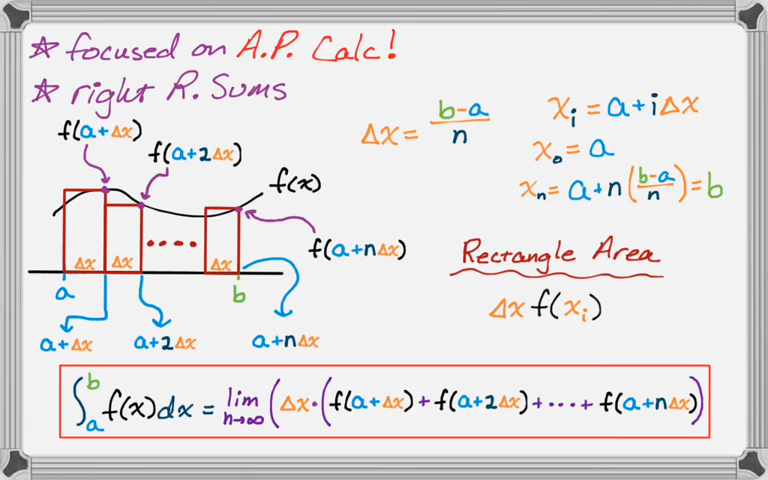 ☆ focused on A.P. Calc!
☆ right R. Sums
f(a+Δx)
f(a+2Δx)
f(x)
f(a+nΔx)
Δx Δx •••• Δx
a b
a+Δx a+2Δx a+nΔx
Δx = (b-a)/n
xᵢ = a+iΔx
x₀ = a
xₙ = a+n((b-a)/n) = b
Rectangle Area
Δx f(xᵢ)
∫ₐᵇ f(x)dx = lim n→∞ (Δx·(f(a+Δx)+f(a+2Δx)+···+f(a+nΔx))